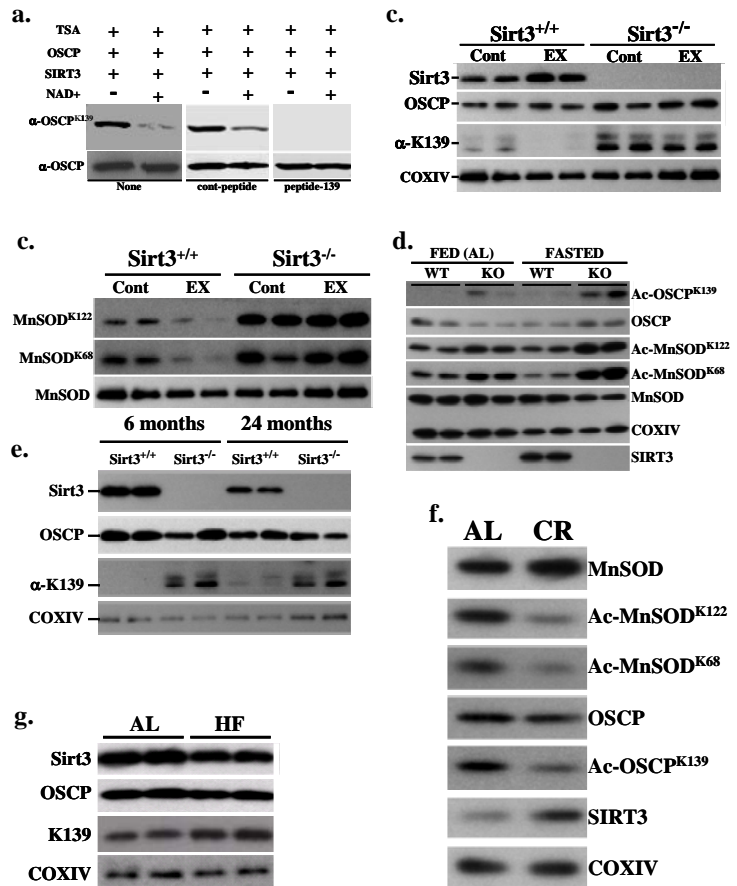 a.
TSA + + + + + +
OSCP + + + + + +
SIRT3 + + + + + +
NAD+ - + - + - +
α-OSCPK139
α-OSCP
None cont-peptide peptide-139
c.
Sirt3+/+ Sirt3-/-
Cont EX Cont EX
Sirt3
OSCP
α-K139
COXIV
c.
Sirt3+/+ Sirt3-/-
Cont EX Cont EX
MnSODK122
MnSODK68
MnSOD
d.
FED (AL) FASTED
WT KO WT KO
Ac-OSCPK139
OSCP
Ac-MnSODK122
Ac-MnSODK68
MnSOD
COXIV
SIRT3
e.
6 months 24 months
Sirt3+/+ Sirt3-/- Sirt3+/+ Sirt3-/-
Sirt3
OSCP
α-K139
COXIV
f.
AL CR
MnSOD
Ac-MnSODK122
Ac-MnSODK68
OSCP
Ac-OSCPK139
SIRT3
COXIV
g.
AL HF
Sirt3
OSCP
K139
COXIV